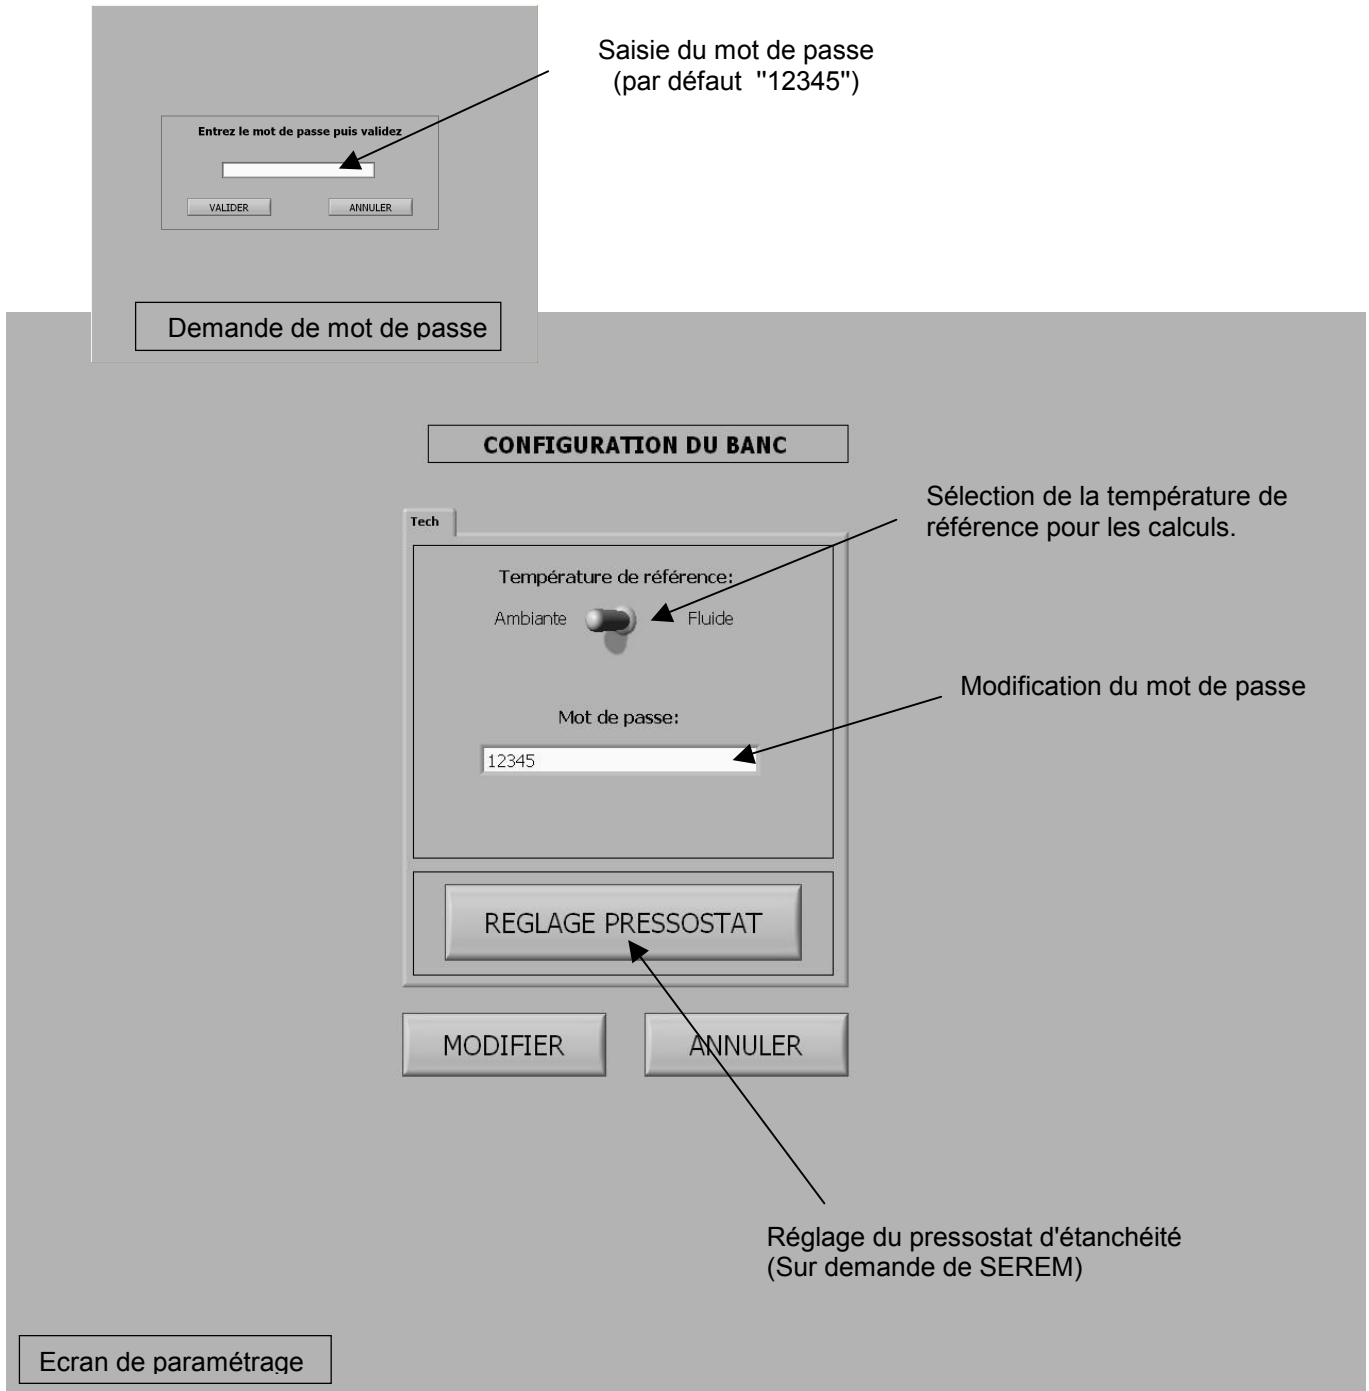 Saisie du mot de passe
(par défaut "12345")
Entrez le mot de passe puis validez
VALIDER
ANNULER
Demande de mot de passe
CONFIGURATION DU BANC
Sélection de la température de
référence pour les calculs.
Tech
Température de référence:
Ambiante
Fluide
Modification du mot de passe
Mot de passe:
12345
REGLAGE PRESSOSTAT
MODIFIER
ANNULER
Réglage du pressostat d'étanchéité
(Sur demande de SEREM)
Ecran de paramétrage